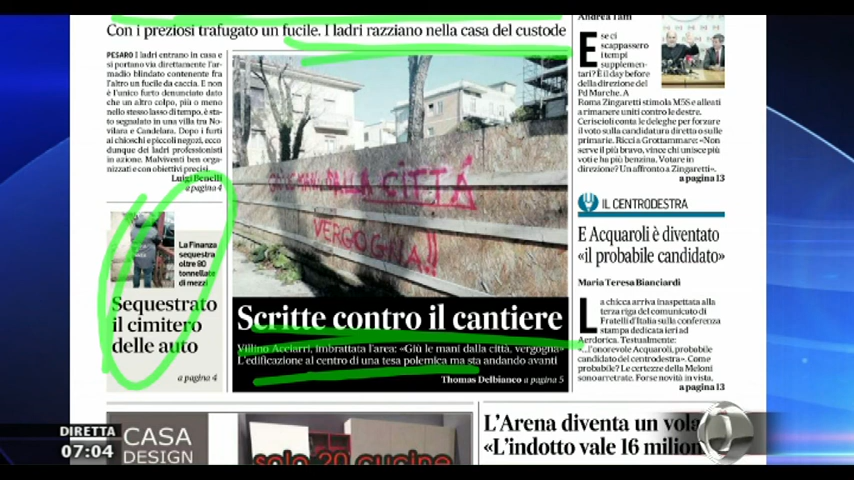 Con i preziosi trafugato un fucile. I ladri razziano nella casa del custode
PESARO I ladri entrano in casa e
si portano via direttamente l'ar-
madio blindato contenente fra
l'altro un fucile da caccia. E non
è l'unico furto denunciato dato
che un altro colpo, più o meno
nello stesso lasso di tempo, è sta-
to segnalato in una villa tra No-
vilara e Candelara. Dopo i furti
ai chioschi e piccoli negozi, ecco
dunque dei ladri professionisti
in azione. Malviventi ben orga-
nizzati e con obiettivi precisi.
Luigi Benelli
a pagina 4
La Finanza
sequestra
oltre 80
tonnellate
di mezzi
Sequestrato
il cimitero
delle auto
a pagina 4
GIÙ LE MANI DALLA CITTÁ
VERGOGNA!!
Scritte contro il cantiere
Villino Acciarri, imbrattata l'area: «Giù le mani dalla città, vergogna»
L'edificazione al centro di una tesa polemica ma sta andando avanti
Thomas Delbianco a pagina 5
Andrea Taffi
E se ci
scappassero
i tempi
supplemen-
tari? È il day before
della direzione del
Pd Marche. A
Roma Zingaretti stimola M5S e alleati
a rimanere uniti contro le destre.
Ceriscioli conta le deleghe per forzare
il voto sulla candidatura diretta o sulle
primarie. Ricci a Grottammare: «Non
serve il più bravo, vince chi unisce più
voti e ha più benzina. Votare in
direzione? Un affronto a Zingaretti».
a pagina 13
IL CENTRODESTRA
E Acquaroli è diventato
«il probabile candidato»
Maria Teresa Bianciardi
La chicca arriva inaspettata alla
terza riga del comunicato di
Fratelli d'Italia sulla conferenza
stampa dedicata ieri ad
Aerdorica. Testualmente:
«...l'onorevole Acquaroli, probabile
candidato del centrodestra». Come
probabile? Le certezze della Meloni
sono arretrate. Forse novità in vista.
a pagina 13
L'Arena diventa un
«L'indotto vale 16
CASA
DESIGN
solo 20 cucine
DIRETTA
07:04